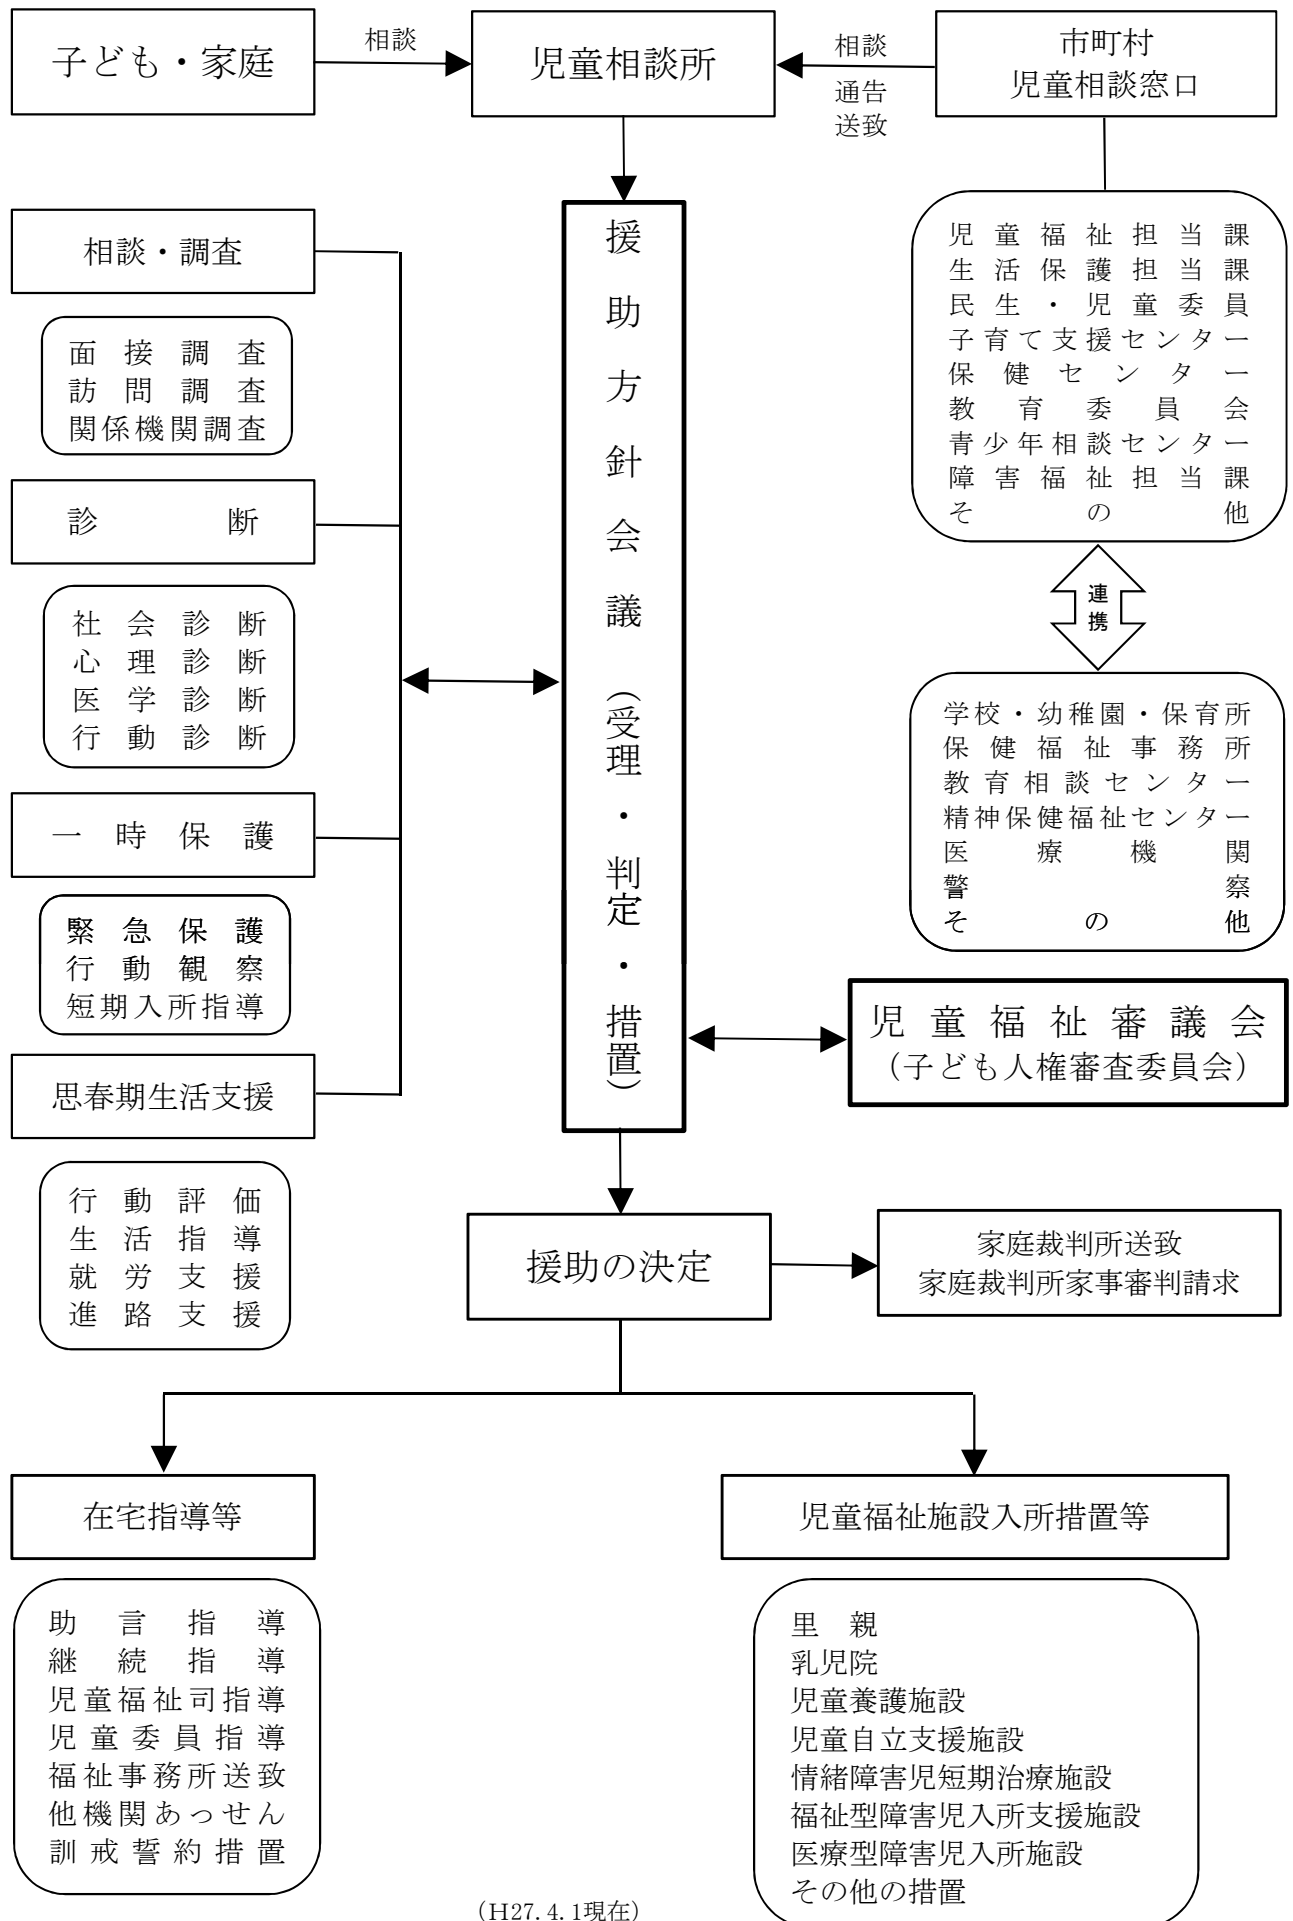 子ども・家庭
相談
児童相談所
相談
通告
送致
市町村
児童相談窓口
児童福祉担当課
生活保護担当課
民生・児童委員
子育て支援センター
保健センター
教育委員会
青少年相談センター
障害福祉担当課
その他
連携
学校・幼稚園・保育所
保健福祉事務所
教育相談センター
精神保健福祉センター
医療機関
警察
その他
相談・調査
面接調査
訪問調査
関係機関調査
診断
社会診断
心理診断
医学診断
行動診断
一時保護
緊急保護
行動観察
短期入所指導
思春期生活支援
行動評価
生活指導
就労支援
進路支援
援助方針会議（受理・判定・措置）
児童福祉審議会
（子ども人権審査委員会）
援助の決定
家庭裁判所送致
家庭裁判所家事審判請求
在宅指導等
助言指導
継続指導
児童福祉司指導
児童委員指導
福祉事務所送致
他機関あっせん
訓戒誓約措置
児童福祉施設入所措置等
里親
乳児院
児童養護施設
児童自立支援施設
情緒障害児短期治療施設
福祉型障害児入所支援施設
医療型障害児入所施設
その他の措置
（H27.4.1現在）